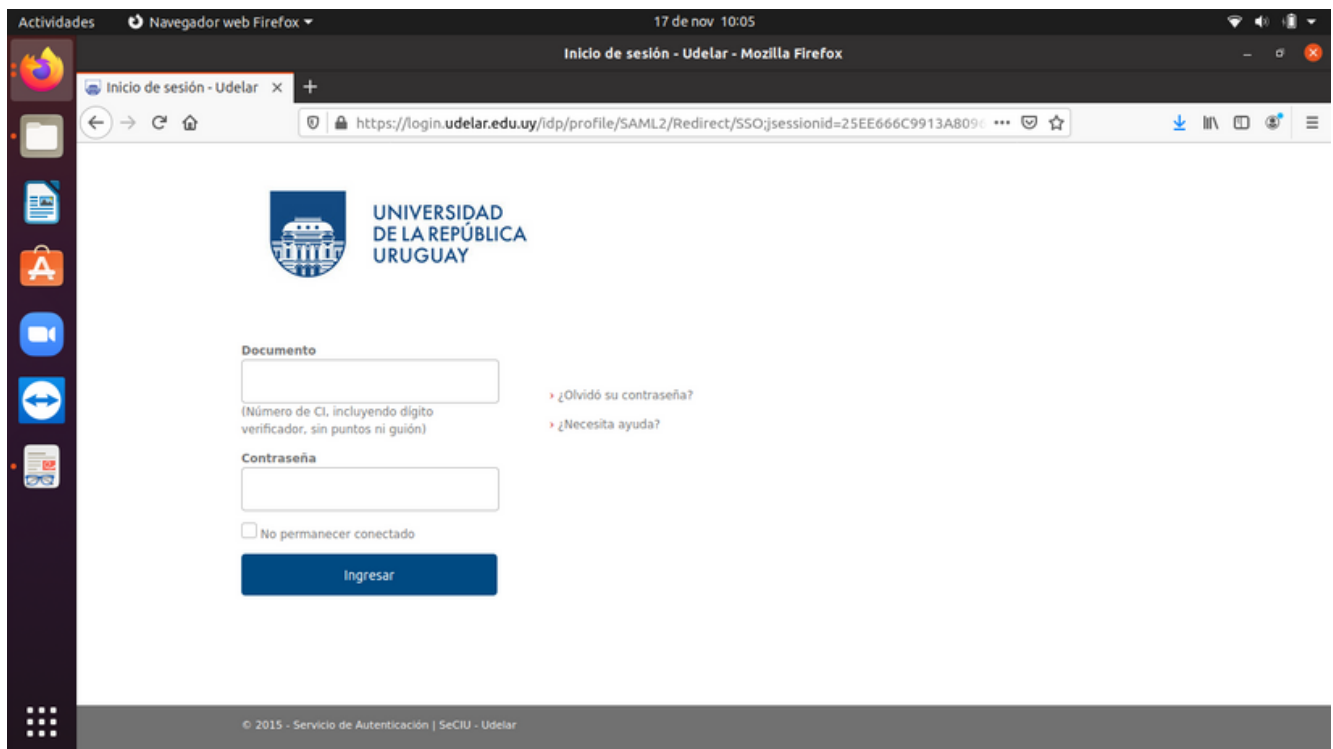 Actividades
Navegador web Firefox
17 de nov 10:05
Inicio de sesión - Udelar - Mozilla Firefox
Inicio de sesión - Udelar
https://login.udelar.edu.uy/idp/profile/SAML2/Redirect/SSO;jsessionid=25EE666C9913A809
UNIVERSIDAD
DE LA REPÚBLICA
URUGUAY
Documento
(Número de CI, incluyendo dígito
verificador, sin puntos ni guión)
¿Olvidó su contraseña?
¿Necesita ayuda?
Contraseña
No permanecer conectado
Ingresar
© 2015 - Servicio de Autenticación | SeCIU - Udelar